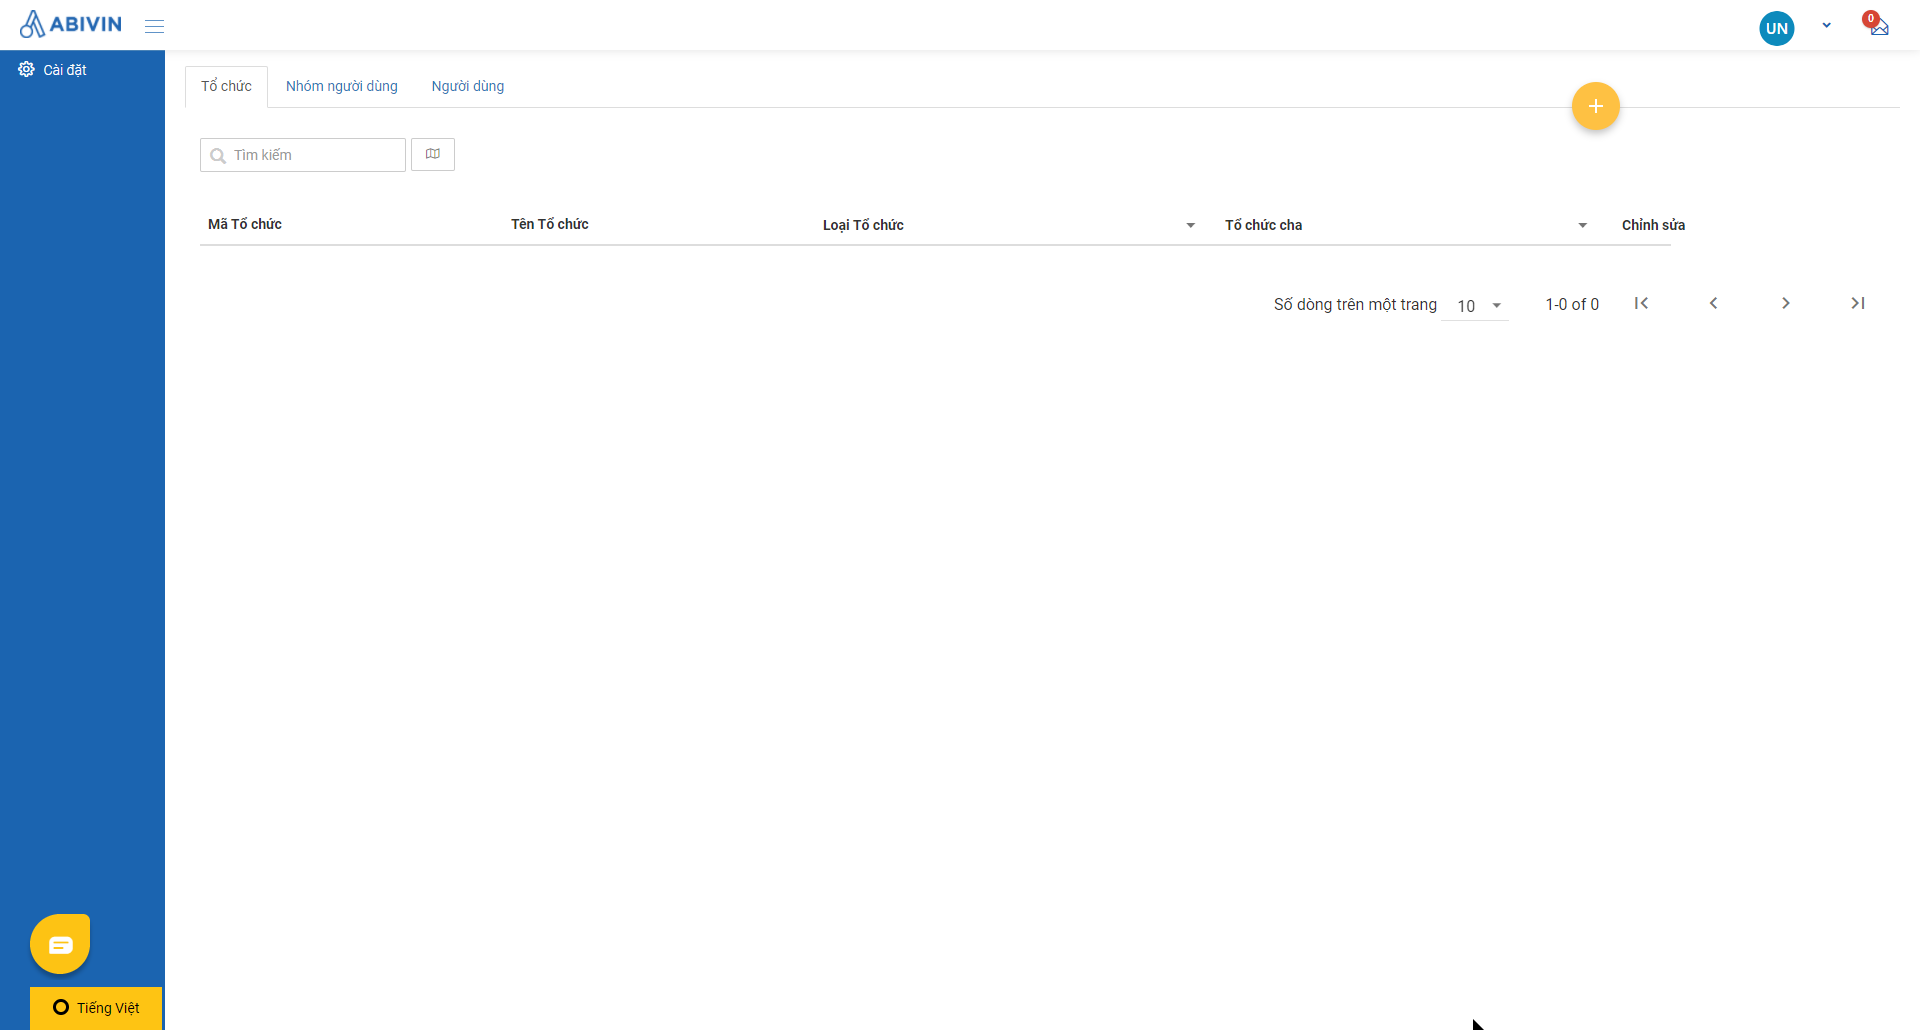 ABIVIN
UN
0
Cài đặt
Tổ chức
Nhóm người dùng
Người dùng
Tìm kiếm
Mã Tổ chức
Tên Tổ chức
Loại Tổ chức
Tổ chức cha
Chỉnh sửa
Số dòng trên một trang
10
1-0 of 0
Tiếng Việt